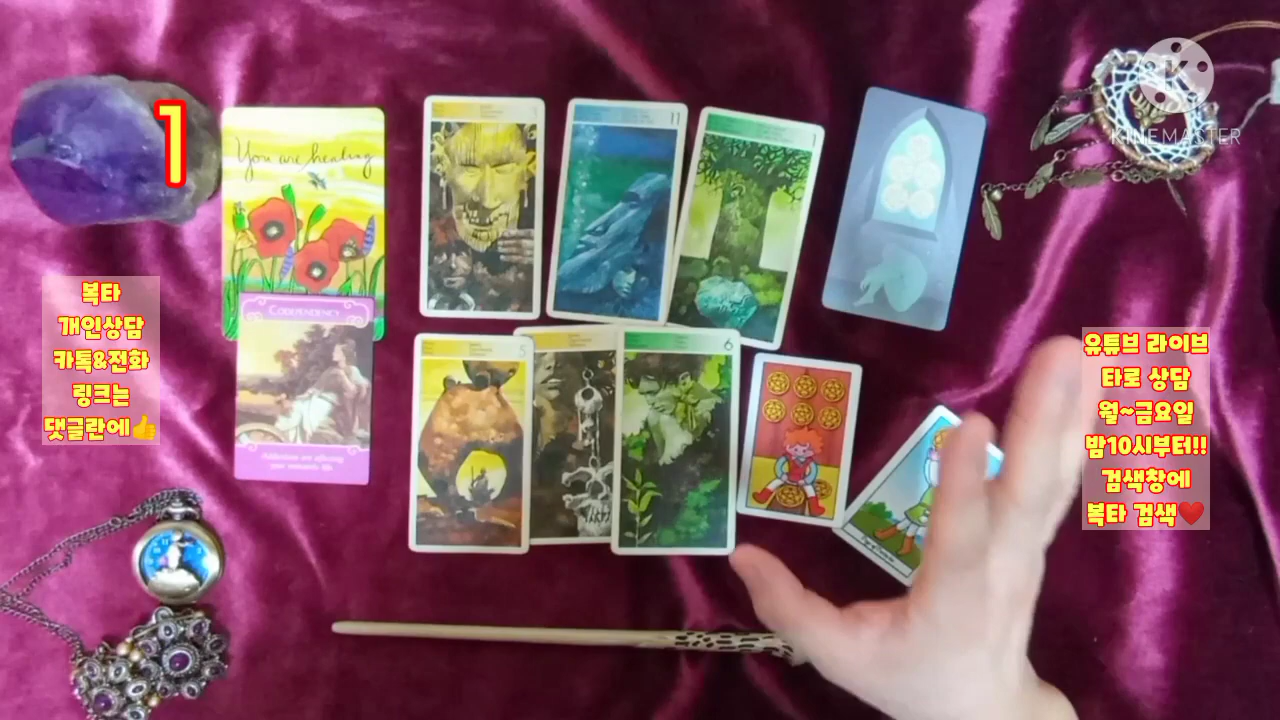 1
You are healing
CODEPENDENCY
Addictions are affecting
your romantic life
11
1
5
6
복타
개인상담
카톡&전화
링크는
댓글란에👍
유튜브 라이브
타로 상담
월~금요일
밤10시부터!!
검색창에
복타 검색❤️
KINEMASTER